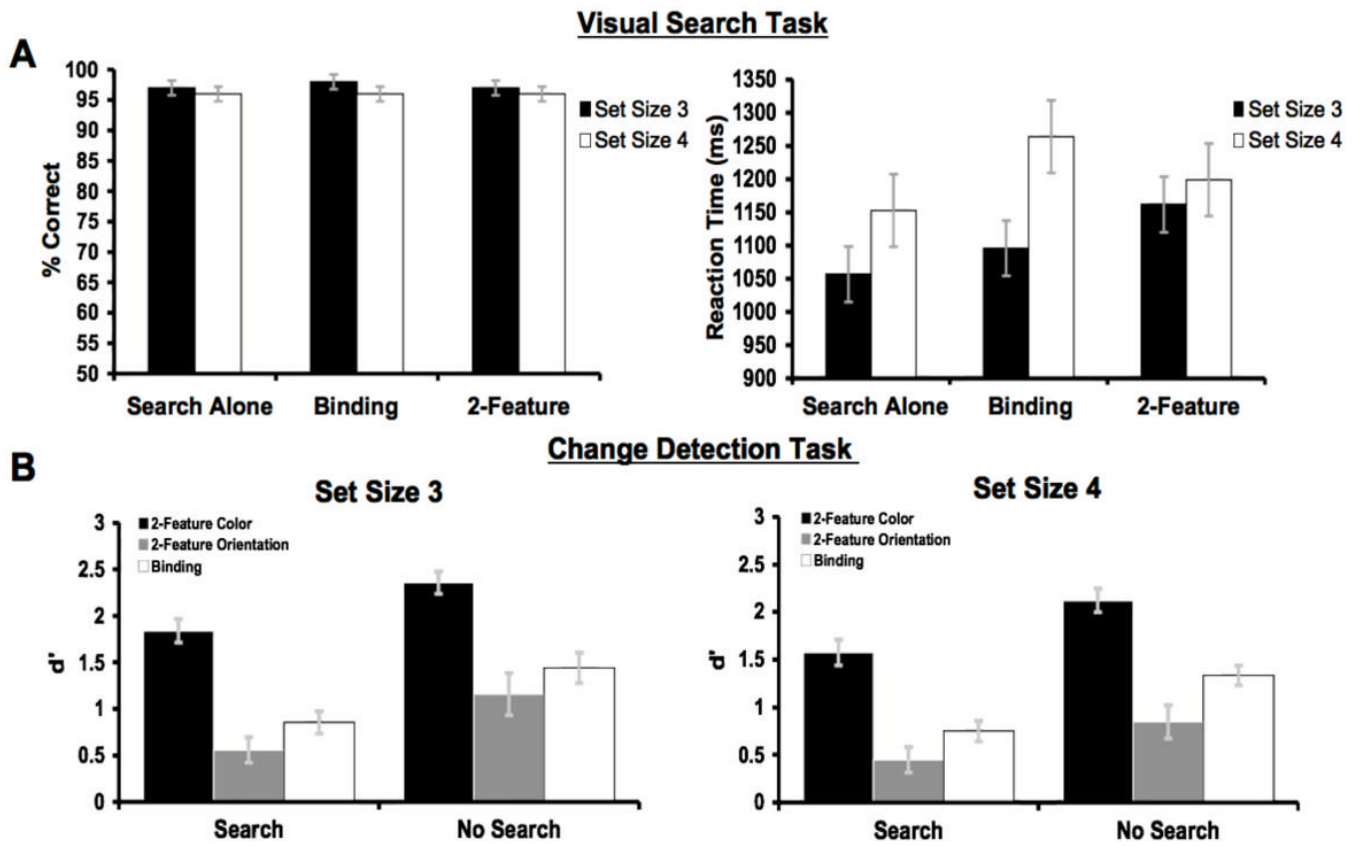 Visual Search Task
A
100
95
90
85
80
75
70
65
60
55
50
% Correct
Set Size 3
Set Size 4
Search Alone Binding 2-Feature
1350
1300
1250
1200
1150
1100
1050
1000
950
900
Reaction Time (ms)
Set Size 3
Set Size 4
Search Alone Binding 2-Feature
Change Detection Task
B
Set Size 3
3
2.5
2
1.5
1
0.5
0
d'
2-Feature Color
2-Feature Orientation
Binding
Search No Search
Set Size 4
3
2.5
2
1.5
1
0.5
0
d'
2-Feature Color
2-Feature Orientation
Binding
Search No Search